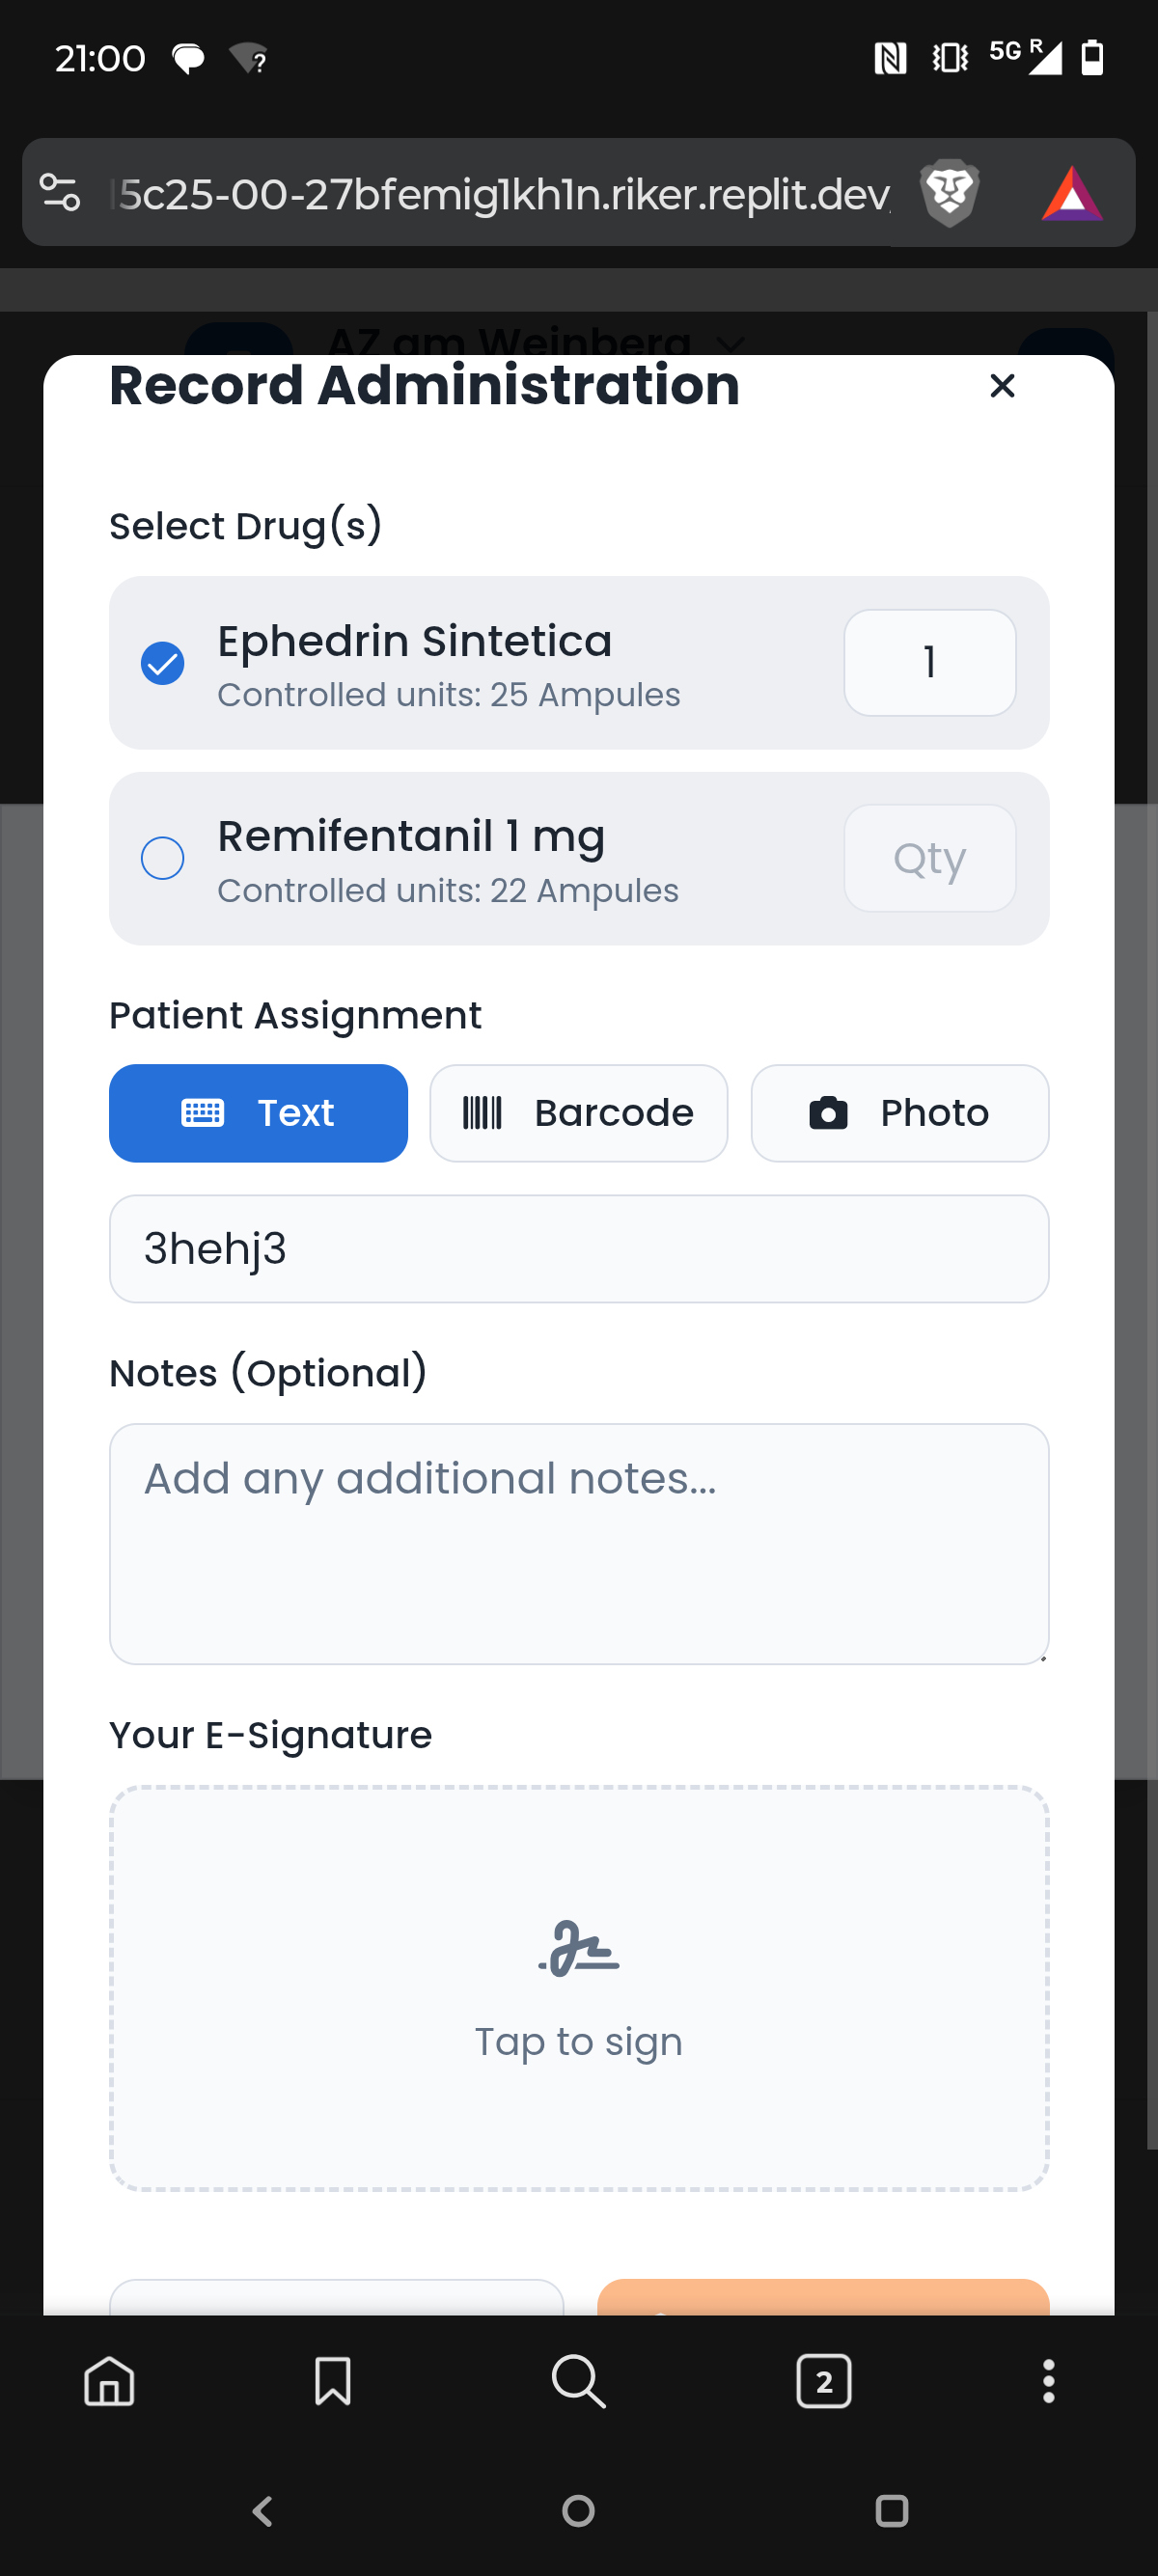 21:00
5G R
5c25-00-27bfemig1kh1n.riker.replit.dev
AZ am Weinberg
Record Administration
Select Drug(s)
Ephedrin Sintetica
1
Controlled units: 25 Ampules
Remifentanil 1 mg
Qty
Controlled units: 22 Ampules
Patient Assignment
Text
Barcode
Photo
3hehj3
Notes (Optional)
Add any additional notes...
Your E-Signature
Tap to sign
2